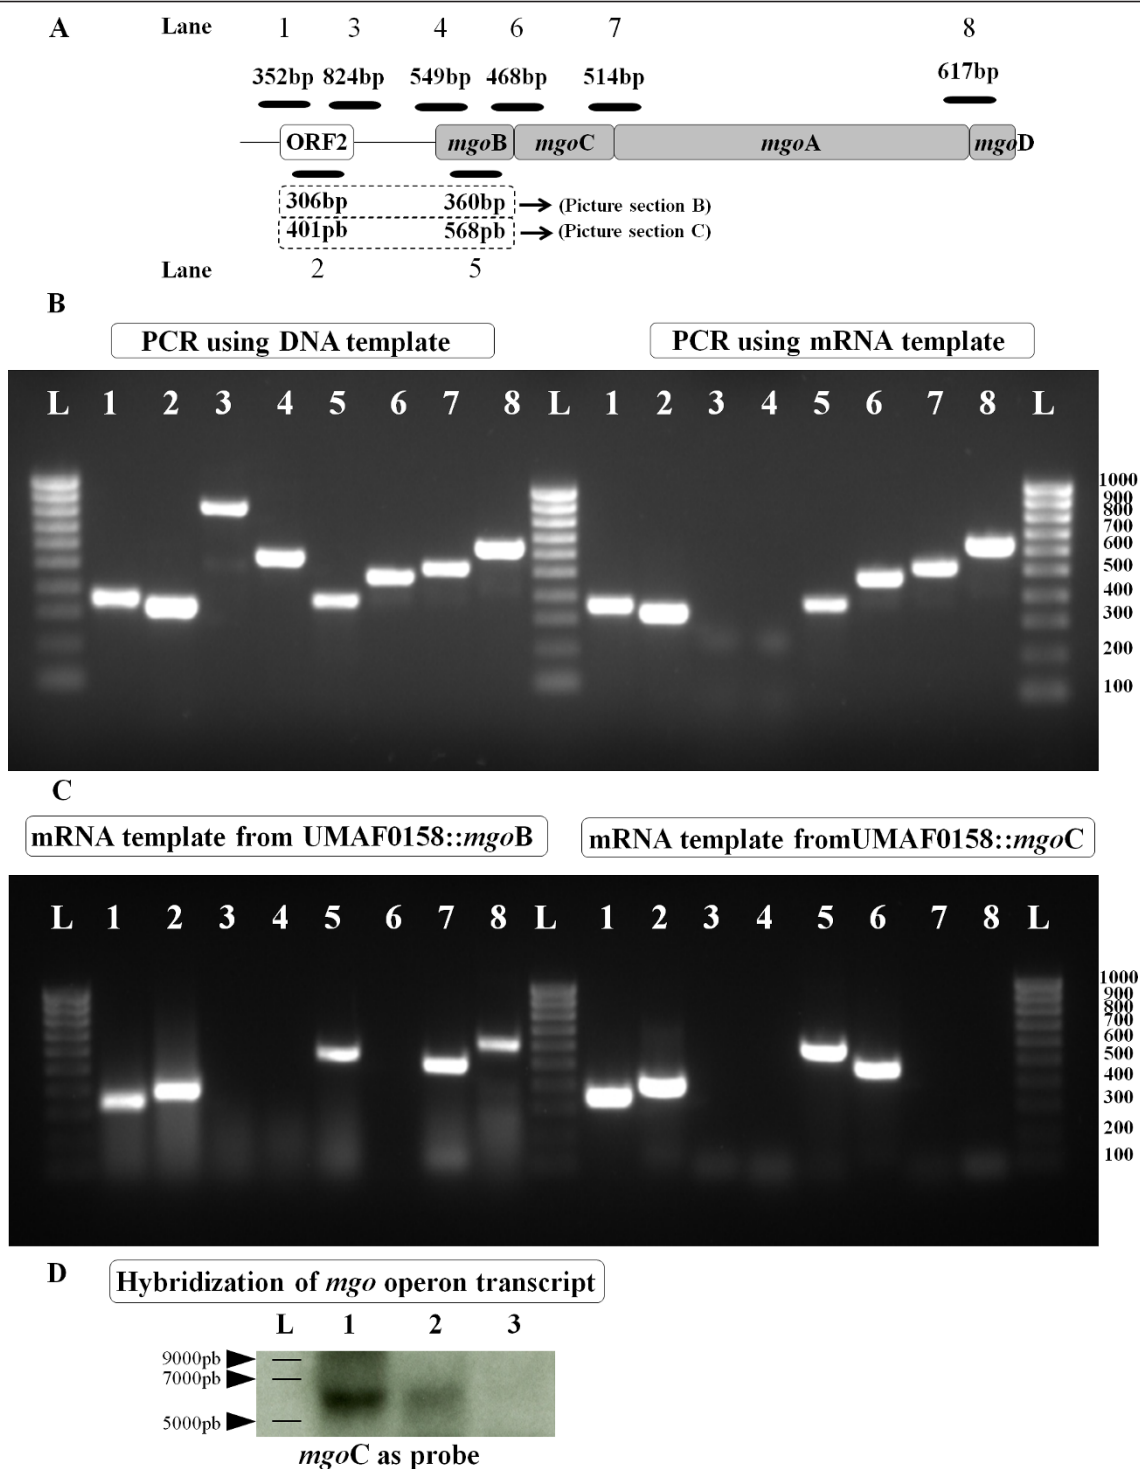 A Lane 1 3 4 6 7 8
352bp 824bp 549bp 468bp 514bp 617bp
ORF2 mgoB mgoC mgoA mgoD
306bp 360bp (Picture section B)
401pb 568pb (Picture section C)
Lane 2 5
B
PCR using DNA template PCR using mRNA template
L 1 2 3 4 5 6 7 8 L 1 2 3 4 5 6 7 8 L
1000
900
800
700
600
500
400
300
200
100
C
mRNA template from UMAF0158::mgoB mRNA template fromUMAF0158::mgoC
L 1 2 3 4 5 6 7 8 L 1 2 3 4 5 6 7 8 L
1000
900
800
700
600
500
400
300
200
100
D
Hybridization of mgo operon transcript
L 1 2 3
9000pb
7000pb
5000pb
mgoC as probe